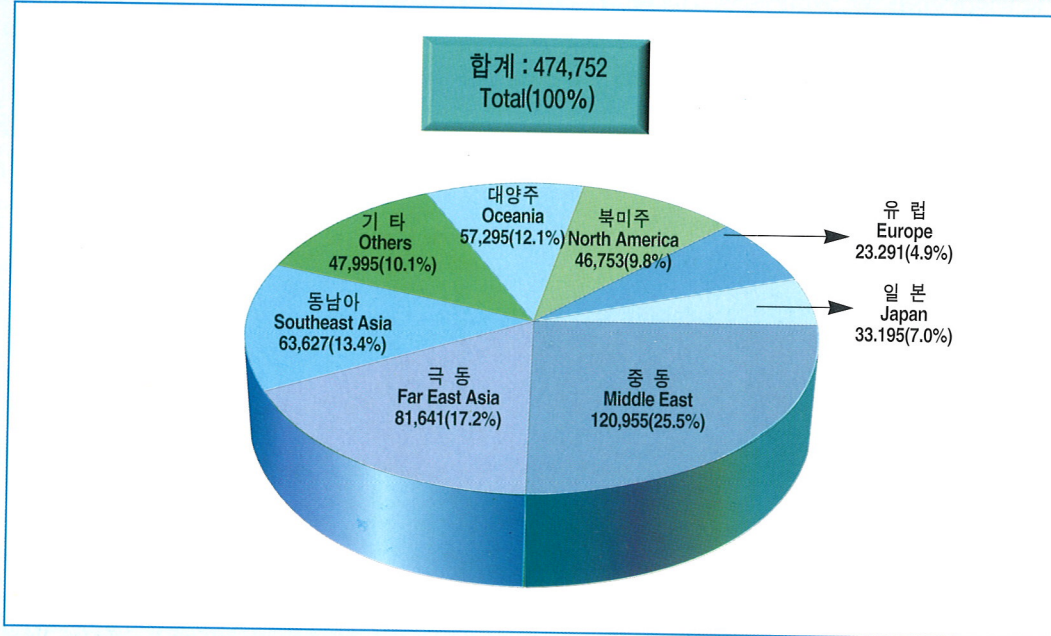 합계 : 474,752
Total(100%)
대양주
Oceania
57,295(12.1%)
북미주
North America
46,753(9.8%)
유 럽
Europe
23.291(4.9%)
일 본
Japan
33.195(7.0%)
중 동
Middle East
120,955(25.5%)
극 동
Far East Asia
81,641(17.2%)
동남아
Southeast Asia
63,627(13.4%)
기 타
Others
47,995(10.1%)